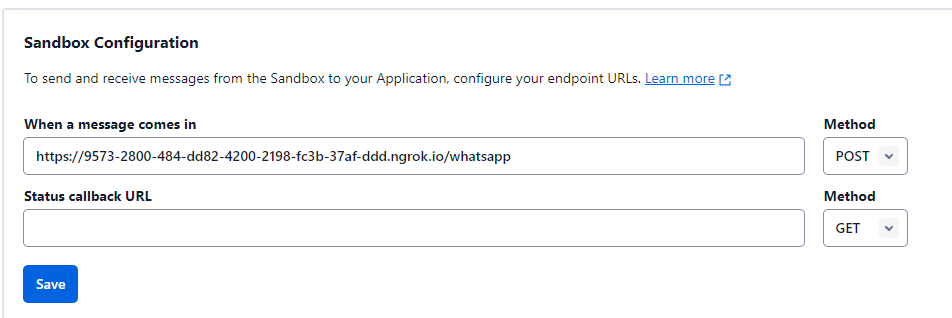 Sandbox Configuration
To send and receive messages from the Sandbox to your Application, configure your endpoint URLs. Learn more
When a message comes in
Method
https://9573-2800-484-dd82-4200-2198-fc3b-37af-ddd.ngrok.io/whatsapp
POST
Status callback URL
Method
GET
Save